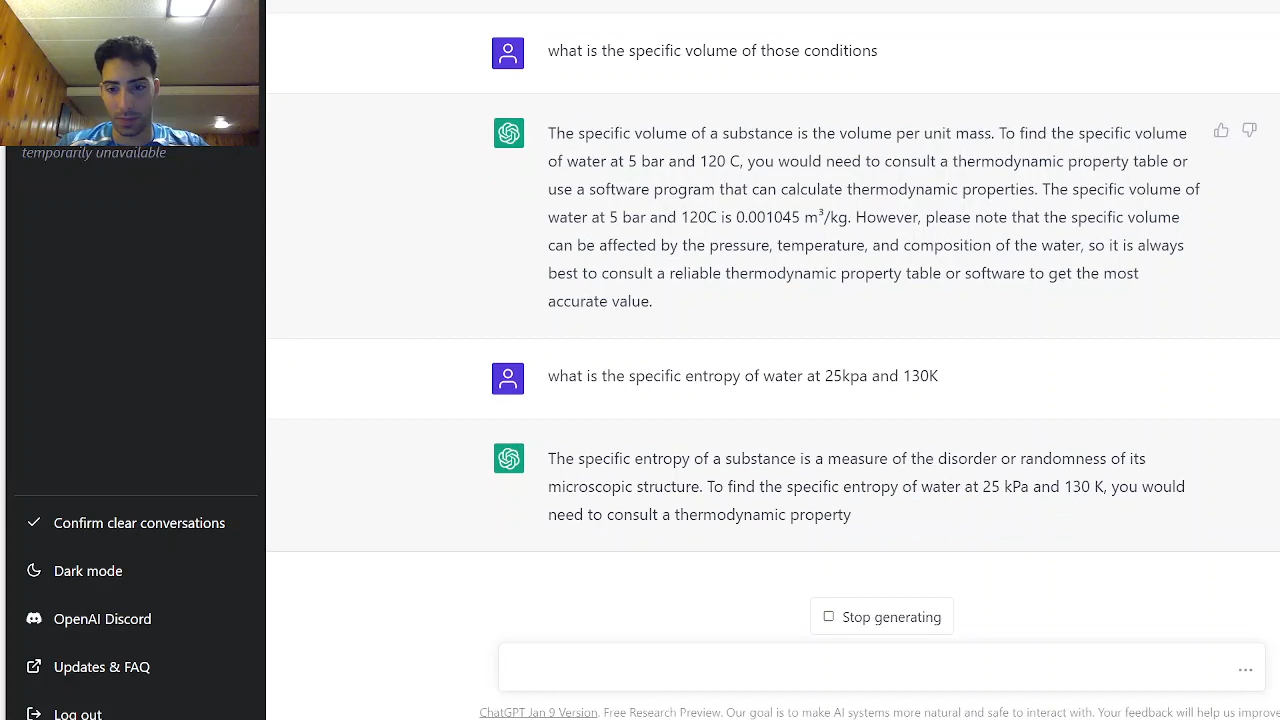 what is the specific volume of those conditions
The specific volume of a substance is the volume per unit mass. To find the specific volume
of water at 5 bar and 120 C, you would need to consult a thermodynamic property table or
use a software program that can calculate thermodynamic properties. The specific volume of
water at 5 bar and 120C is 0.001045 m³/kg. However, please note that the specific volume
can be affected by the pressure, temperature, and composition of the water, so it is always
best to consult a reliable thermodynamic property table or software to get the most
accurate value.
what is the specific entropy of water at 25kpa and 130K
The specific entropy of a substance is a measure of the disorder or randomness of its
microscopic structure. To find the specific entropy of water at 25 kPa and 130 K, you would
need to consult a thermodynamic property
temporarily unavailable
Confirm clear conversations
Dark mode
OpenAI Discord
Updates & FAQ
Log out
Stop generating
ChatGPT Jan 9 Version. Free Research Preview. Our goal is to make AI systems more natural and safe to interact with. Your feedback will help us improve